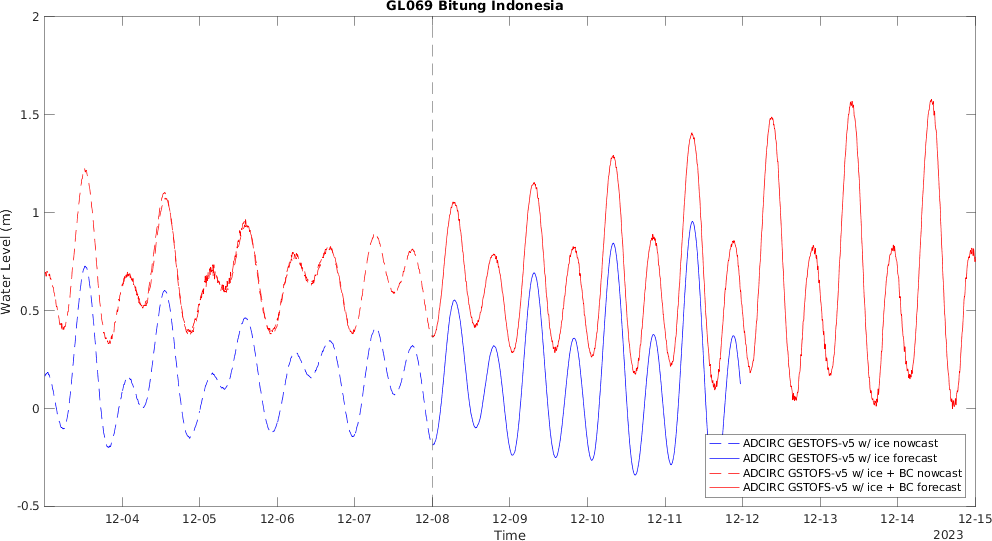 GL069 Bitung Indonesia
2
1.5
1
0.5
0
-0.5
Water Level (m)
ADCIRC GESTOFS-v5 w/ ice nowcast
ADCIRC GESTOFS-v5 w/ ice forecast
ADCIRC GSTOFS-v5 w/ ice + BC nowcast
ADCIRC GSTOFS-v5 w/ ice + BC forecast
12-04 12-05 12-06 12-07 12-08 12-09 12-10 12-11 12-12 12-13 12-14 12-15
Time
2023